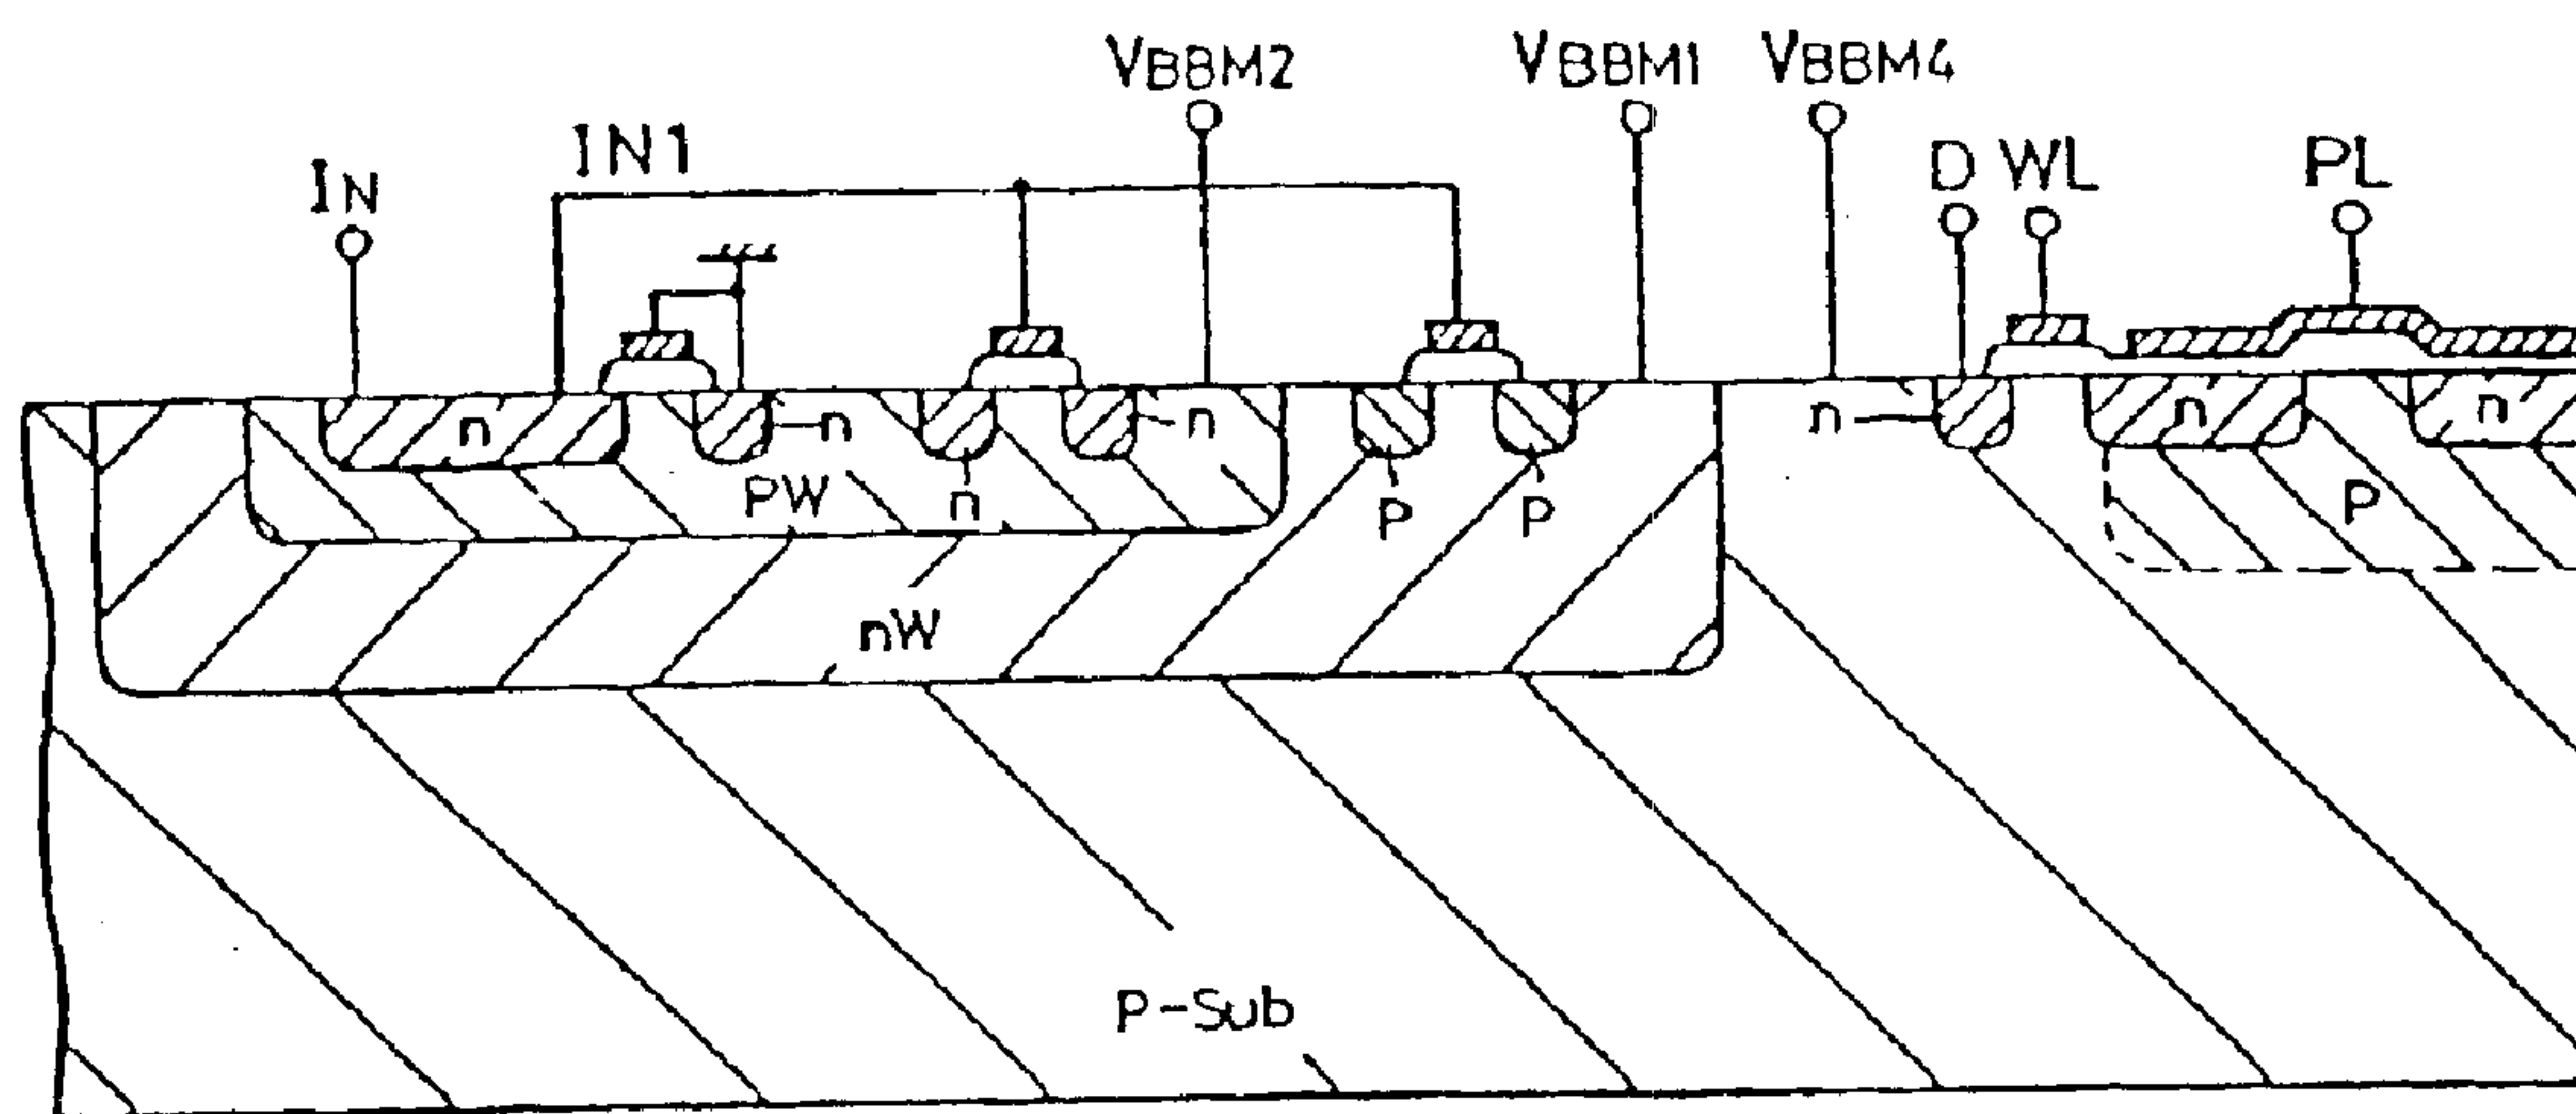 VBBM2 VBBM1 VBBM4
IN IN1 D WL PL
n n n n n n n
PW n P P P
nW
P-Sub